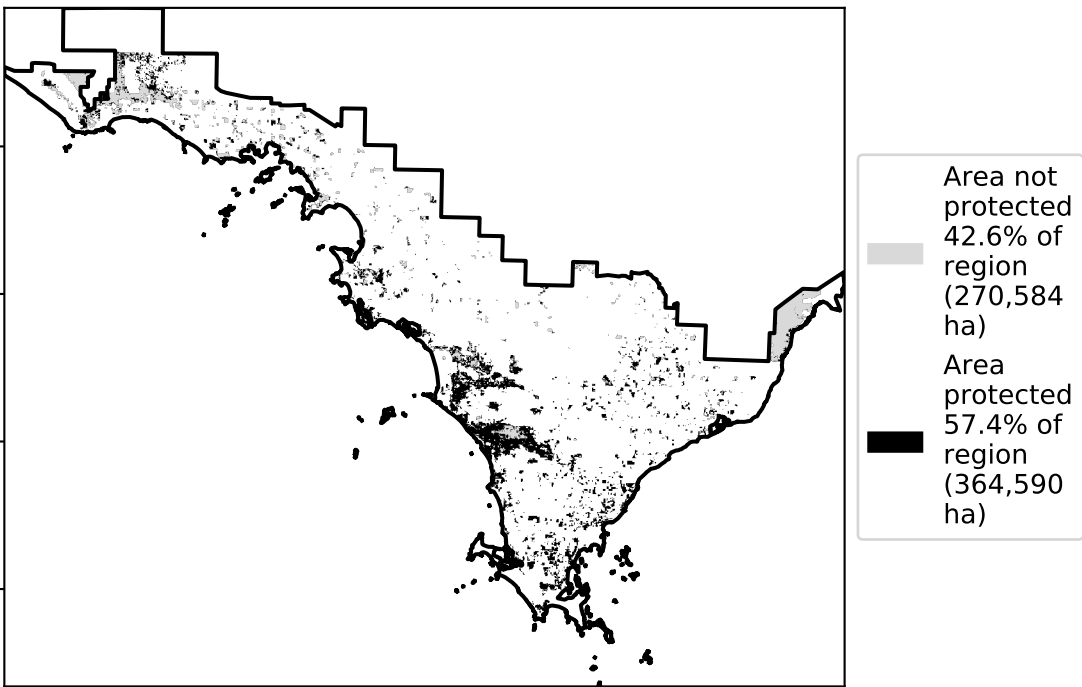 Area not
protected
42.6% of
region
(270,584
ha)
Area
protected
57.4% of
region
(364,590
ha)